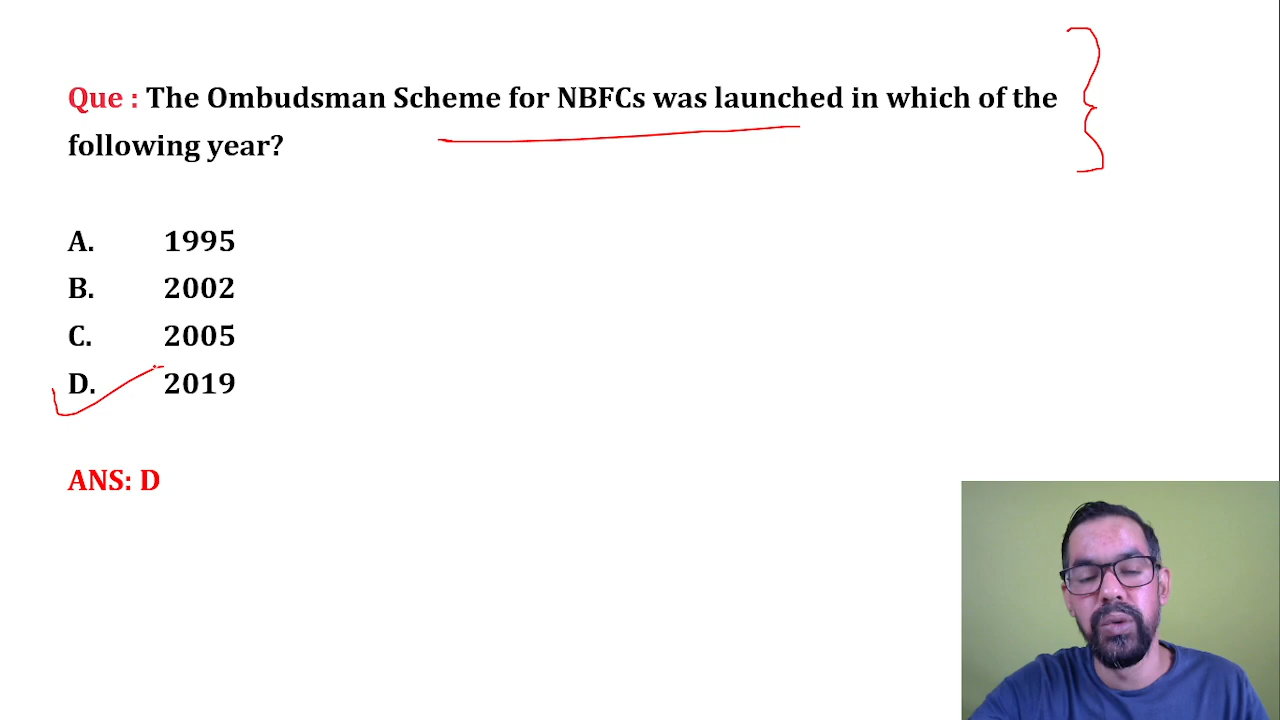 Que : The Ombudsman Scheme for NBFCs was launched in which of the
following year?
A. 1995
B. 2002
C. 2005
D. 2019
ANS: D